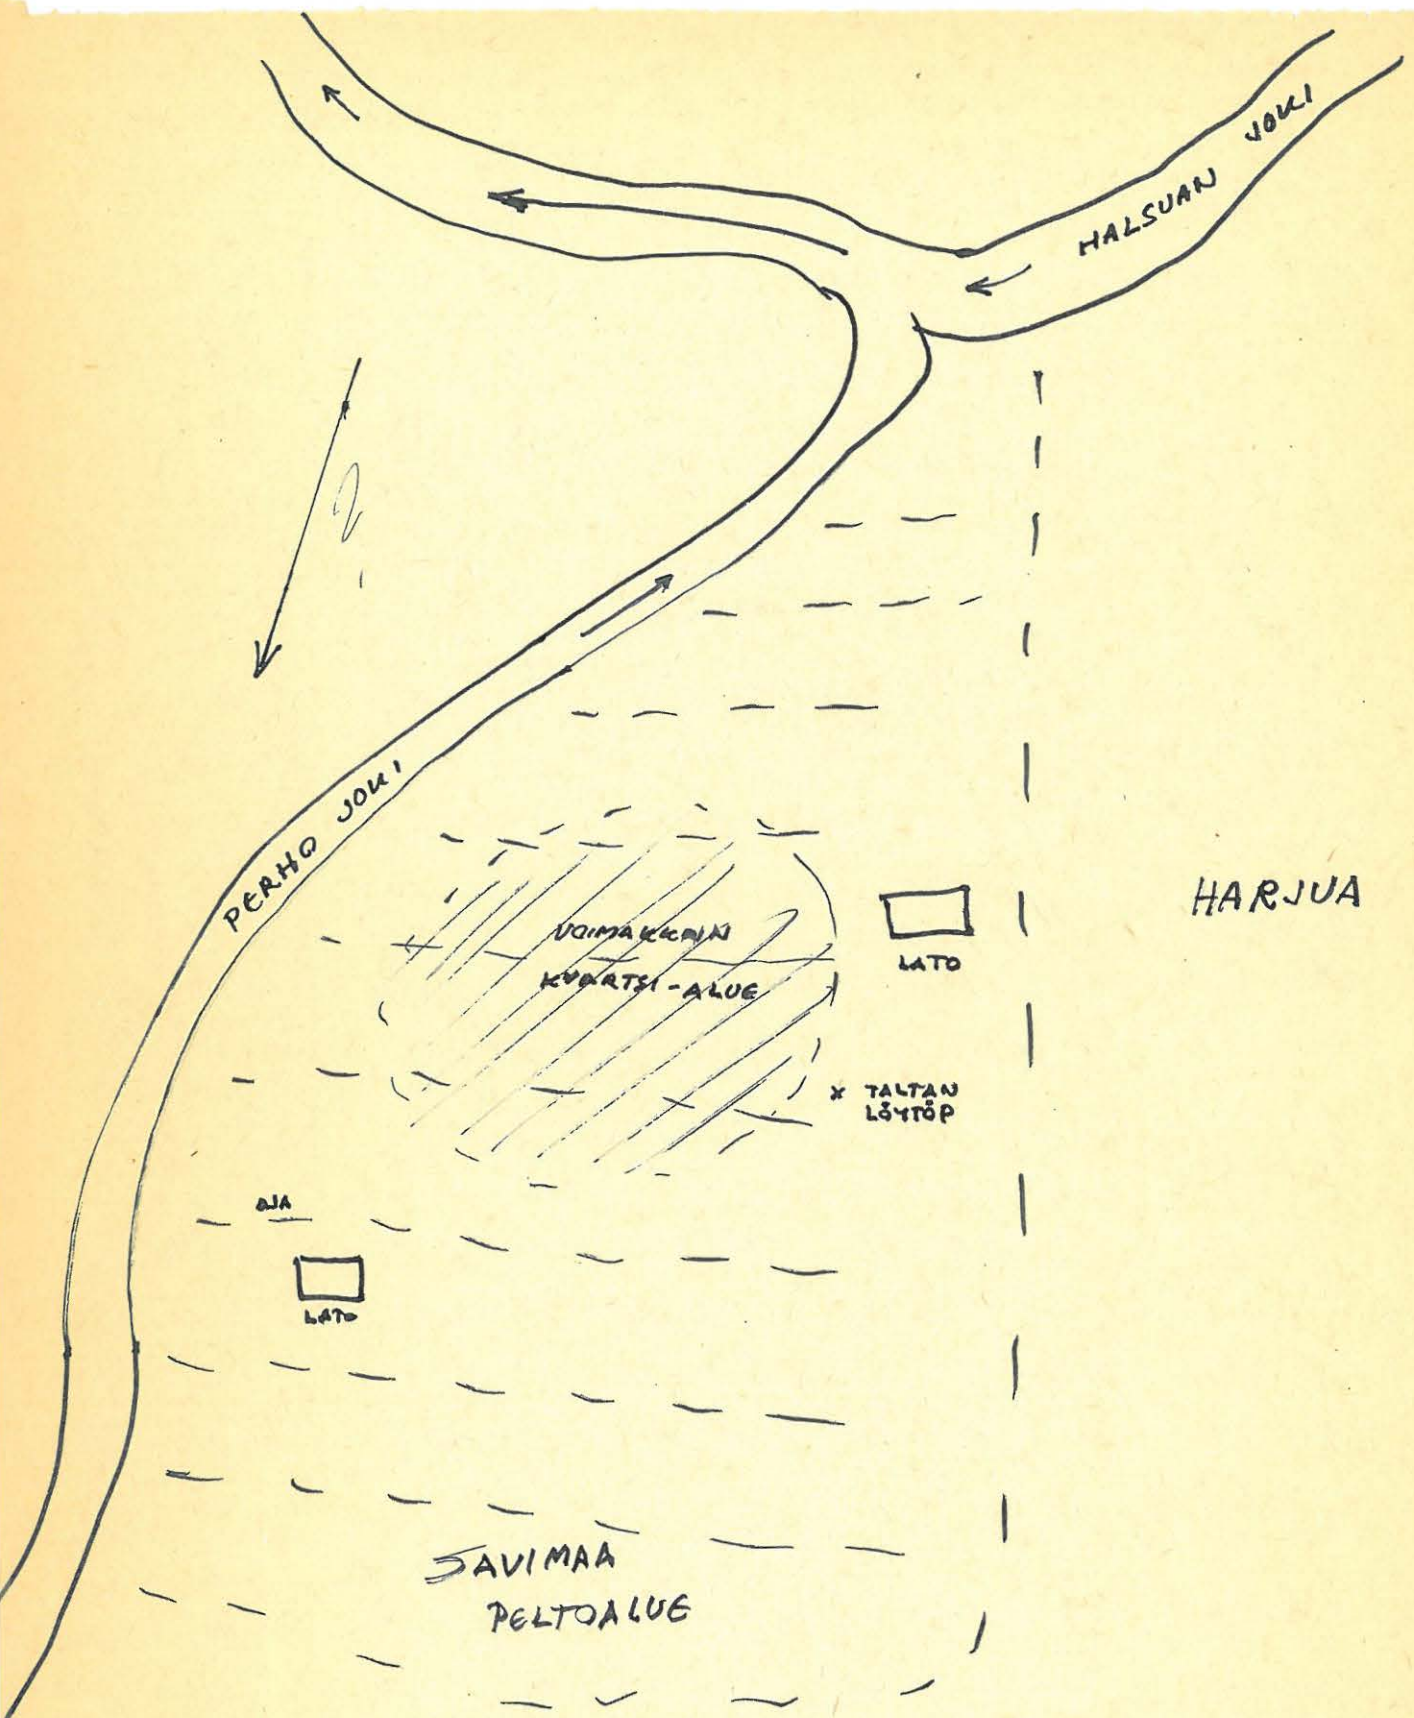 HALSUAN JOKI
PERHO JOKI
HARJUA
VOIMAKKAIN
KVARTSI-ALUE
LATO
X TALTAN
LÖYTÖP
OJA
LATO
SAVIMAA
PELTOALUE